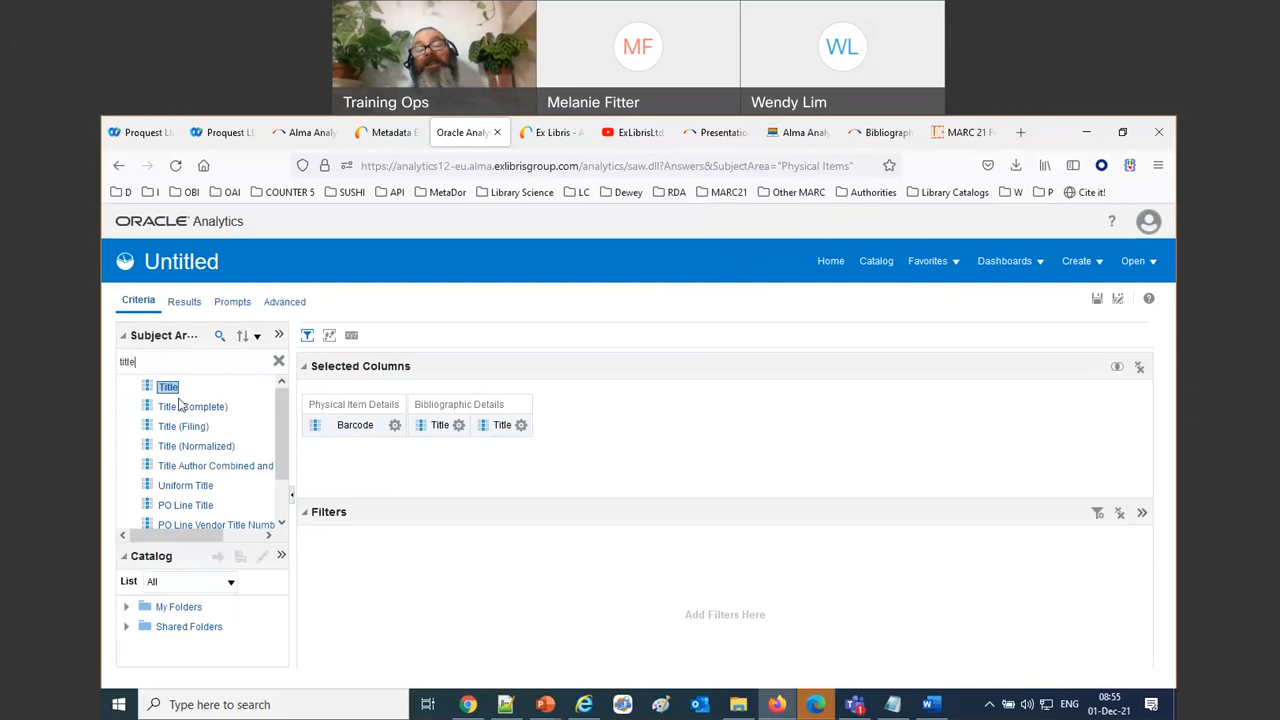 MF
WL
Training Ops
Melanie Fitter
Wendy Lim
Proquest Ll
Proquest Ll
Alma Analy
Metadata E
Oracle Analy
Ex Libris - A
ExLibrisLtd
Presentatio
Alma Analy
Bibliograph
MARC 21 F
https://analytics12-eu.alma.exlibrisgroup.com/analytics/saw.dll?Answers&SubjectArea="Physical Items"
D I OBI OAI COUNTER 5 SUSHI API MetaDor Library Science LC Dewey RDA MARC21 Other MARC Authorities Library Catalogs W P Cite it!
ORACLE Analytics
Untitled
Home Catalog Favorites Dashboards Create Open
Criteria Results Prompts Advanced
Subject Ar...
title
Title
Title (Complete)
Title (Filing)
Title (Normalized)
Title Author Combined and
Uniform Title
PO Line Title
PO Line Vendor Title Numb
Catalog
List All
My Folders
Shared Folders
xyz
Selected Columns
Physical Item Details Bibliographic Details
Barcode Title Title
Filters
Add Filters Here
Type here to search
ENG
08:55
01-Dec-21